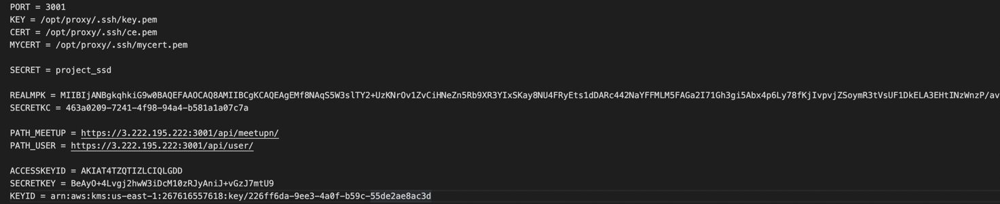 PORT = 3001
KEY = /opt/proxy/.ssh/key.pem
CERT = /opt/proxy/.ssh/ce.pem
MYCERT = /opt/proxy/.ssh/mycert.pem
SECRET = project_ssd
REALMPK = MIIBIjANBgkqhkiG9w0BAQEFAAOCAQ8AMIIBCgKCAQEAgEMf8NAqS5W3slTY2+UzKNrOv1ZvCiHNeZn5Rb9XR3YIxSKay8NU4FRyEts1dDARc442NaYFFMLM5FAGa2I71Gh3gi5Abx4p6Ly78fKjIvpvjZSoymR3tVsUF1DkELA3EHtINzWnzP/av
SECRETKC = 463a0209-7241-4f98-94a4-b581a1a07c7a
PATH_MEETUP = https://3.222.195.222:3001/api/meetupn/
PATH_USER = https://3.222.195.222:3001/api/user/
ACCESSKEYID = AKIAT4TZQTIZLCIQLGDD
SECRETKEY = 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
KEYID = arn:aws:kms:us-east-1:267616557618:key/226ff6da-9ee3-4a0f-b59c-55de2ae8ac3d